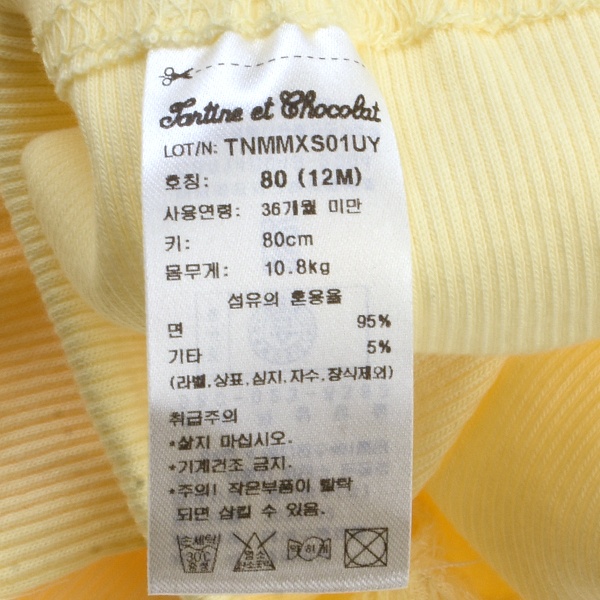 Tartine et Chocolat
LOT/N: TNMMXS01UY
호칭: 80 (12M)
사용연령: 36개월 미만
키: 80cm
몸무게: 10.8kg
섬유의 혼용율
면 95%
기타 5%
(라벨,상표,심지,자수,장식제외)
취급주의
*삶지 마십시오.
*기계건조 금지.
*주의! 작은부품이 탈락
되면 삼킬 수 있음.
손세탁 염소
30℃ 중성